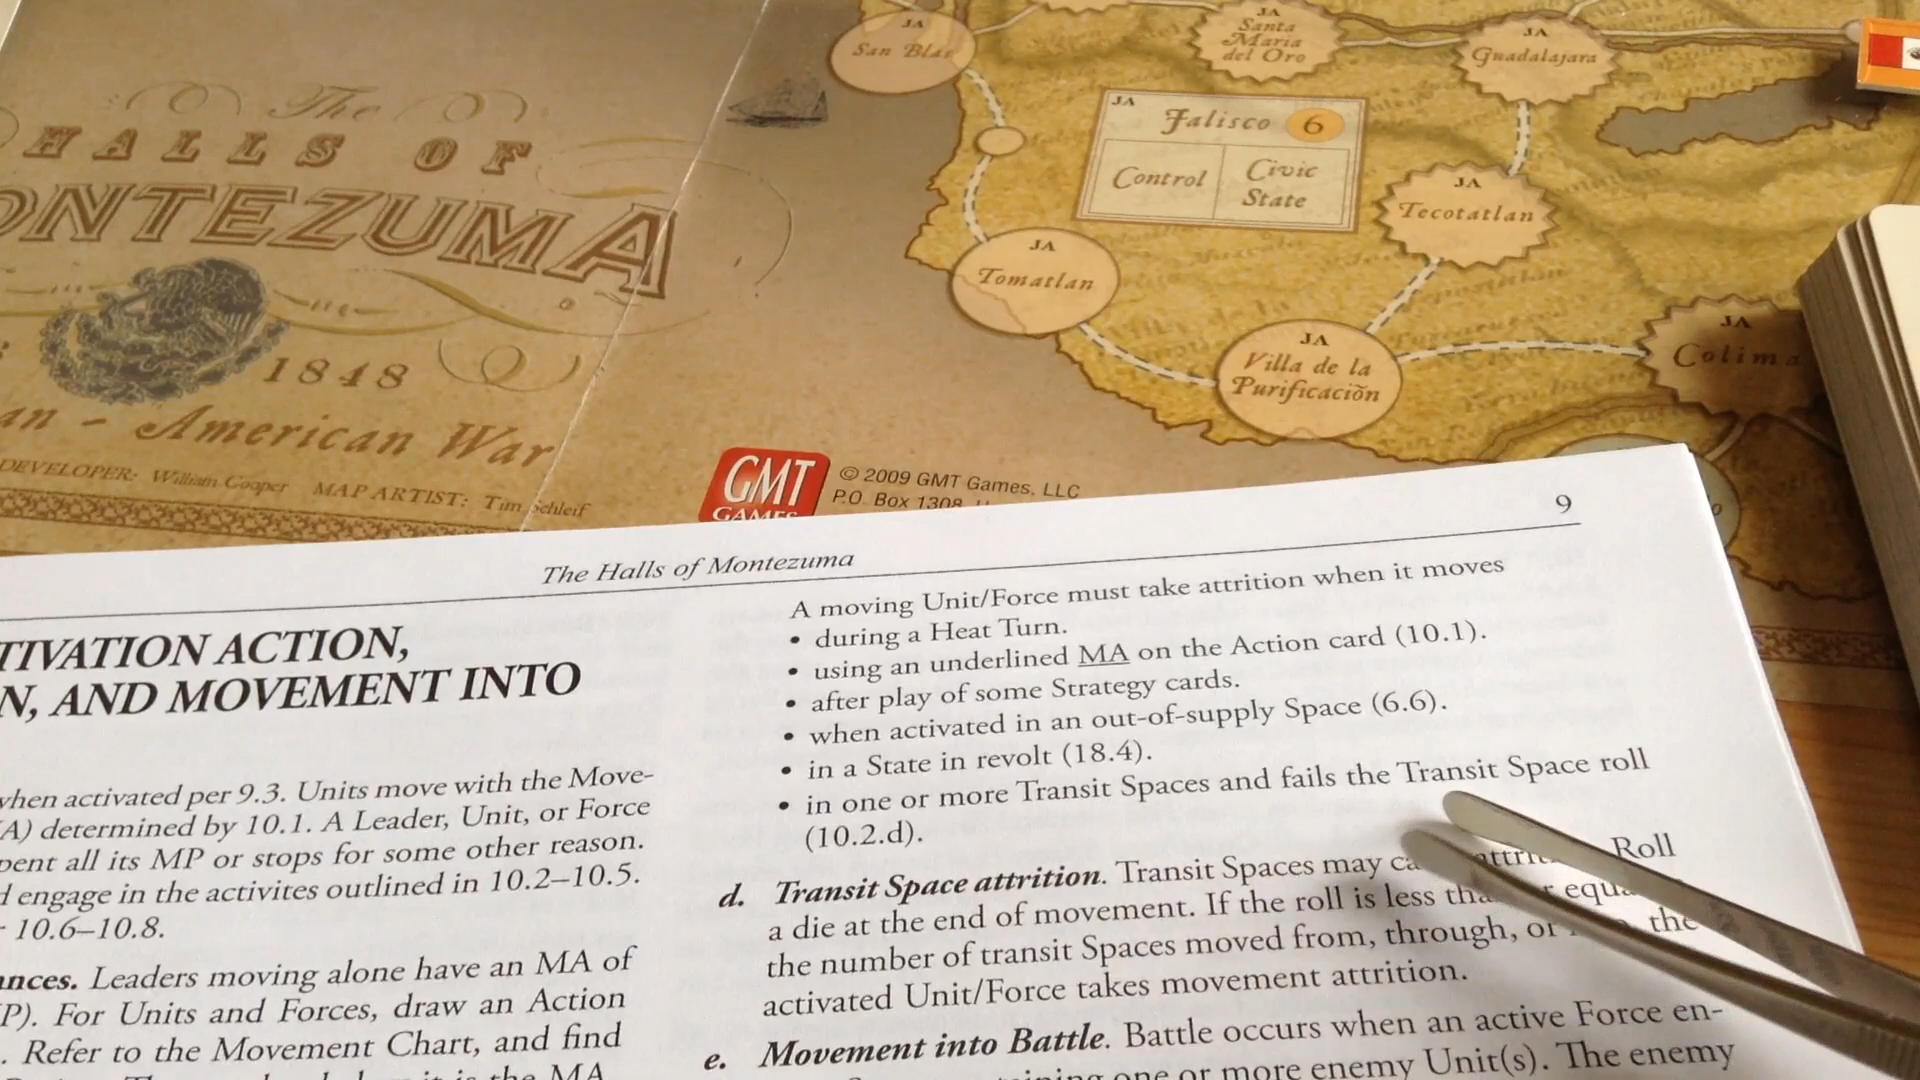 The
HALLS OF
ONTEZUMA
1848
an - American War
DEVELOPER: William Cooper MAP ARTIST: Tim Schleif
JA
San Blas
JA
Santa
Maria
del Oro
JA
Guadalajara
JA
Jalisco 6
Control
Civic
State
JA
Tecotatlan
JA
Tomatlan
JA
Villa de la
Purificación
JA
Colima
GMT
GAMES
© 2009 GMT Games, LLC
P.O. Box 1308,
The Halls of Montezuma
9
TIVATION ACTION,
N, AND MOVEMENT INTO
when activated per 9.3. Units move with the Move-
A) determined by 10.1. A Leader, Unit, or Force
pent all its MP or stops for some other reason.
d engage in the activites outlined in 10.2–10.5.
10.6–10.8.
ances. Leaders moving alone have an MA of
P). For Units and Forces, draw an Action
. Refer to the Movement Chart, and find
it is the MA
A moving Unit/Force must take attrition when it moves
• during a Heat Turn.
• using an underlined MA on the Action card (10.1).
• after play of some Strategy cards.
• when activated in an out-of-supply Space (6.6).
• in a State in revolt (18.4).
• in one or more Transit Spaces and fails the Transit Space roll
(10.2.d).
d. Transit Space attrition. Transit Spaces may ca attrit Roll
a die at the end of movement. If the roll is less tha r equa
the number of transit Spaces moved from, through, or the
activated Unit/Force takes movement attrition.
e. Movement into Battle. Battle occurs when an active Force en-
one or more enemy Unit(s). The enemy